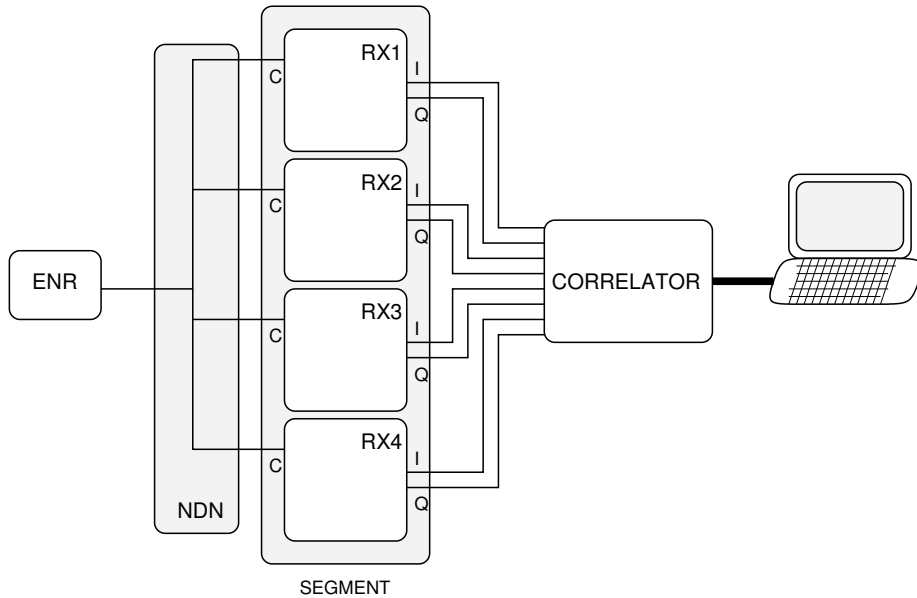 ENR
NDN
SEGMENT
RX1
C
I
Q
RX2
C
I
Q
RX3
C
I
Q
RX4
C
I
Q
CORRELATOR